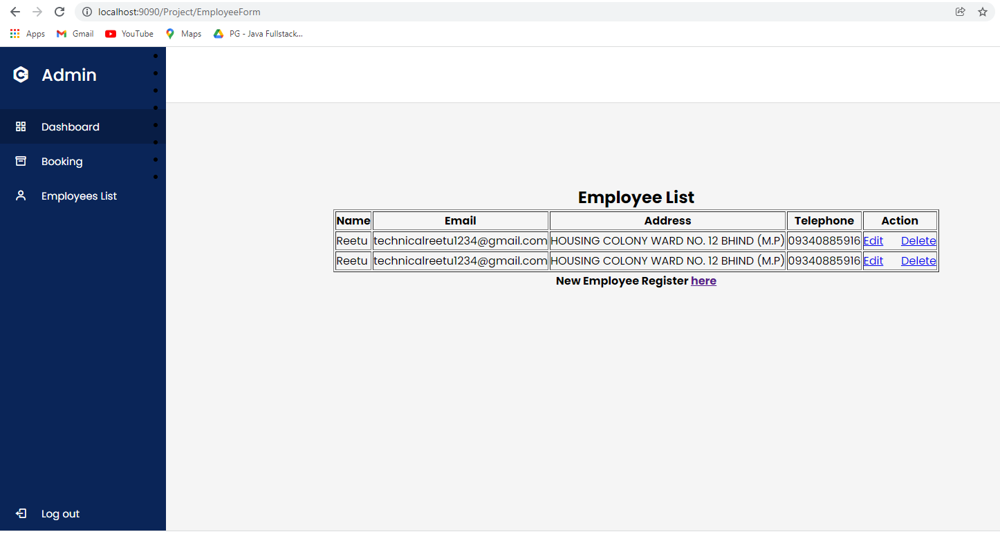 localhost:9090/Project/EmployeeForm
Apps Gmail YouTube Maps PG - Java Fullstack...
Admin
Dashboard
Booking
Employees List
Employee List
Name Email Address Telephone Action
Reetu technicalreetu1234@gmail.com HOUSING COLONY WARD NO. 12 BHIND (M.P) 09340885916 Edit Delete
Reetu technicalreetu1234@gmail.com HOUSING COLONY WARD NO. 12 BHIND (M.P) 09340885916 Edit Delete
New Employee Register here
Log out